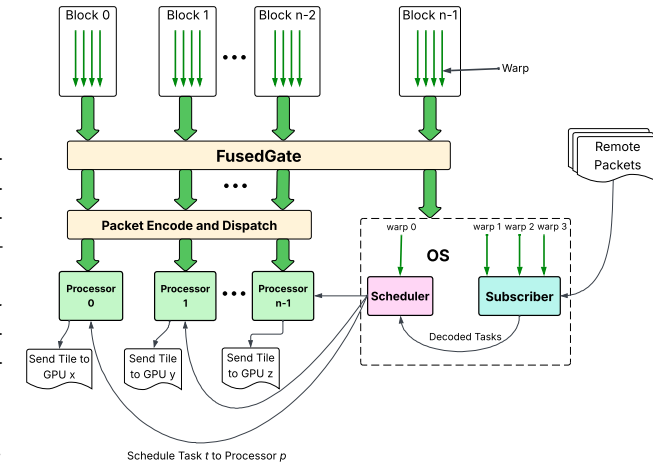 Block 0
Block 1
Block n-2
Block n-1
Warp
FusedGate
Remote
Packets
Packet Encode and Dispatch
warp 0
warp 1
warp 2
warp 3
OS
Processor
0
Processor
1
Processor
n-1
Scheduler
Subscriber
Decoded Tasks
Send Tile to
GPU x
Send Tile
to GPU y
Send Tile
to GPU z
Schedule Task t to Processor p